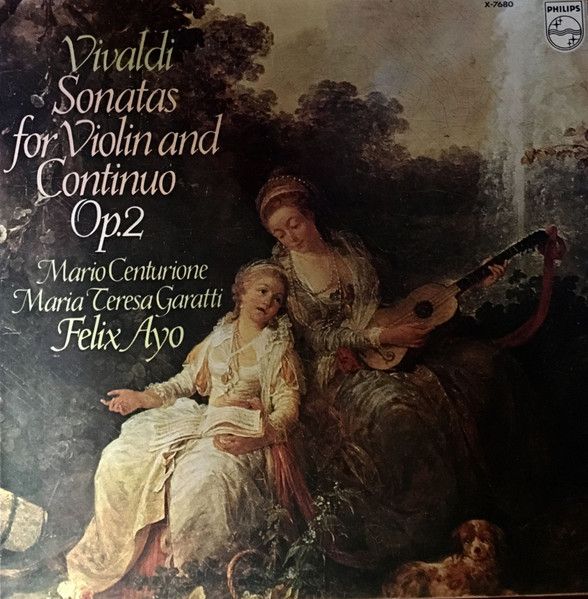 X-7680
PHILIPS
Vivaldi
Sonatas
for Violin and
Continuo
Op.2
Mario Centurione
Maria Teresa Garatti
Felix Ayo